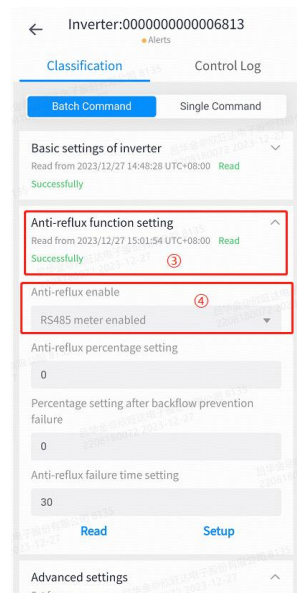 Inverter:0000000000006813
Alerts
Classification
Control Log
Batch Command
Single Command
Basic settings of inverter
Read from 2023/12/27 14:48:28 UTC+08:00 Read
Successfully
Anti-reflux function setting
Read from 2023/12/27 15:01:54 UTC+08:00 Read
Successfully
③
Anti-reflux enable
④
RS485 meter enabled
Anti-reflux percentage setting
0
Percentage setting after backflow prevention
failure
0
Anti-reflux failure time setting
30
Read
Setup
Advanced settings